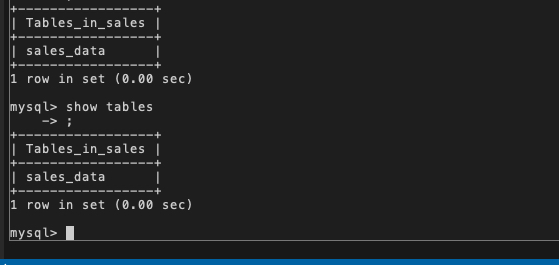 +-----------------+
| Tables_in_sales |
+-----------------+
| sales_data      |
+-----------------+
1 row in set (0.00 sec)
mysql> show tables
    -> ;
+-----------------+
| Tables_in_sales |
+-----------------+
| sales_data      |
+-----------------+
1 row in set (0.00 sec)
mysql>